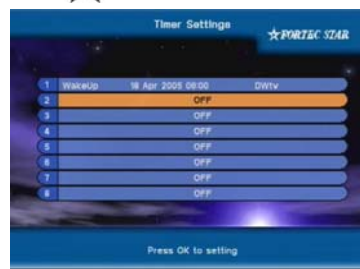 Timer Settings
FORTEC STAR
1 WakeUp 18 Apr 2005 08:00 DWtv
2 OFF
3 OFF
4 OFF
5 OFF
6 OFF
7 OFF
8 OFF
Press OK to setting